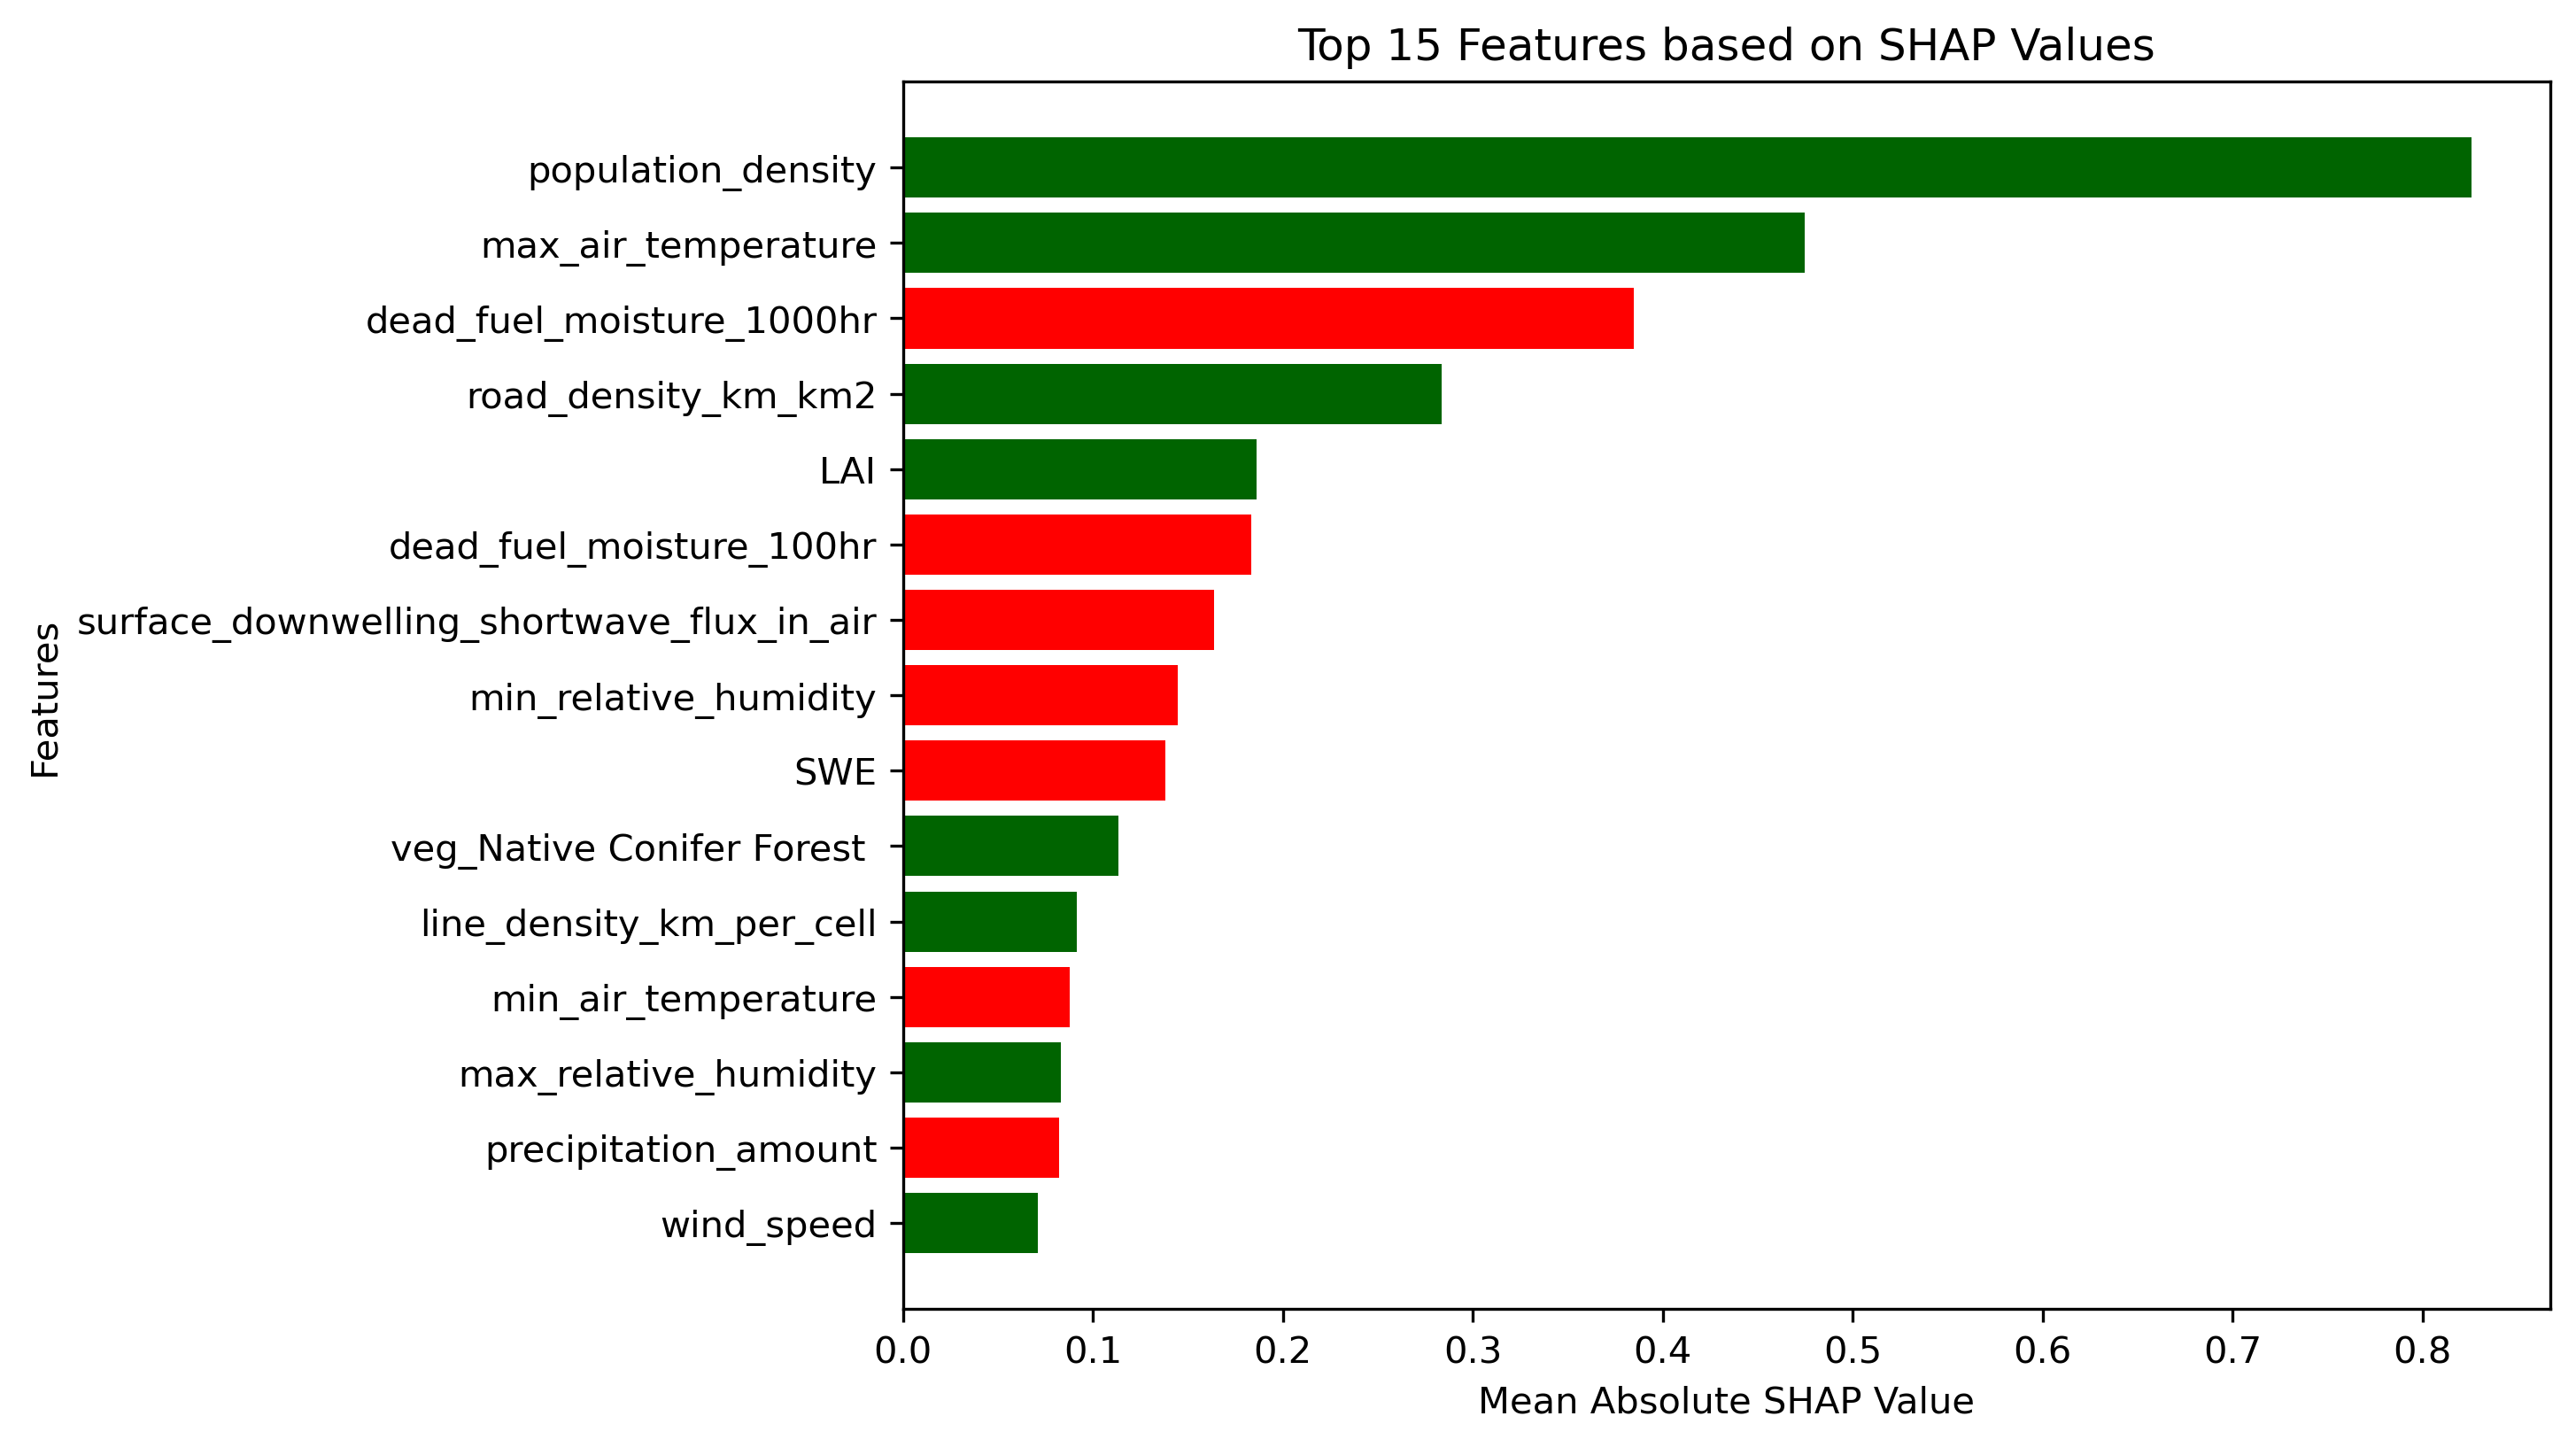 Top 15 Features based on SHAP Values
Features
population_density
max_air_temperature
dead_fuel_moisture_1000hr
road_density_km_km2
LAI
dead_fuel_moisture_100hr
surface_downwelling_shortwave_flux_in_air
min_relative_humidity
SWE
veg_Native Conifer Forest
line_density_km_per_cell
min_air_temperature
max_relative_humidity
precipitation_amount
wind_speed
0.0 0.1 0.2 0.3 0.4 0.5 0.6 0.7 0.8
Mean Absolute SHAP Value